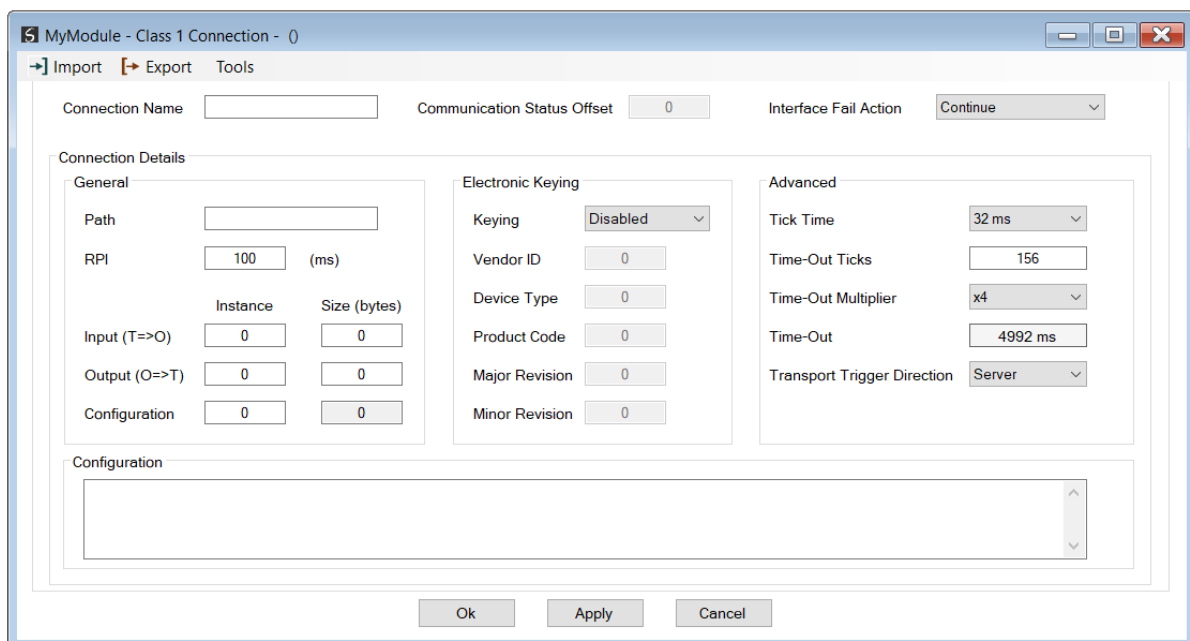 MyModule - Class 1 Connection - ()
Import Export Tools
Connection Name Communication Status Offset 0 Interface Fail Action Continue
Connection Details
General Electronic Keying Advanced
Path Keying Disabled Tick Time 32 ms
RPI 100 (ms) Vendor ID 0 Time-Out Ticks 156
Instance Size (bytes) Device Type 0 Time-Out Multiplier x4
Input (T=>O) 0 0 Product Code 0 Time-Out 4992 ms
Output (O=>T) 0 0 Major Revision 0 Transport Trigger Direction Server
Configuration 0 0 Minor Revision 0
Configuration
Ok Apply Cancel